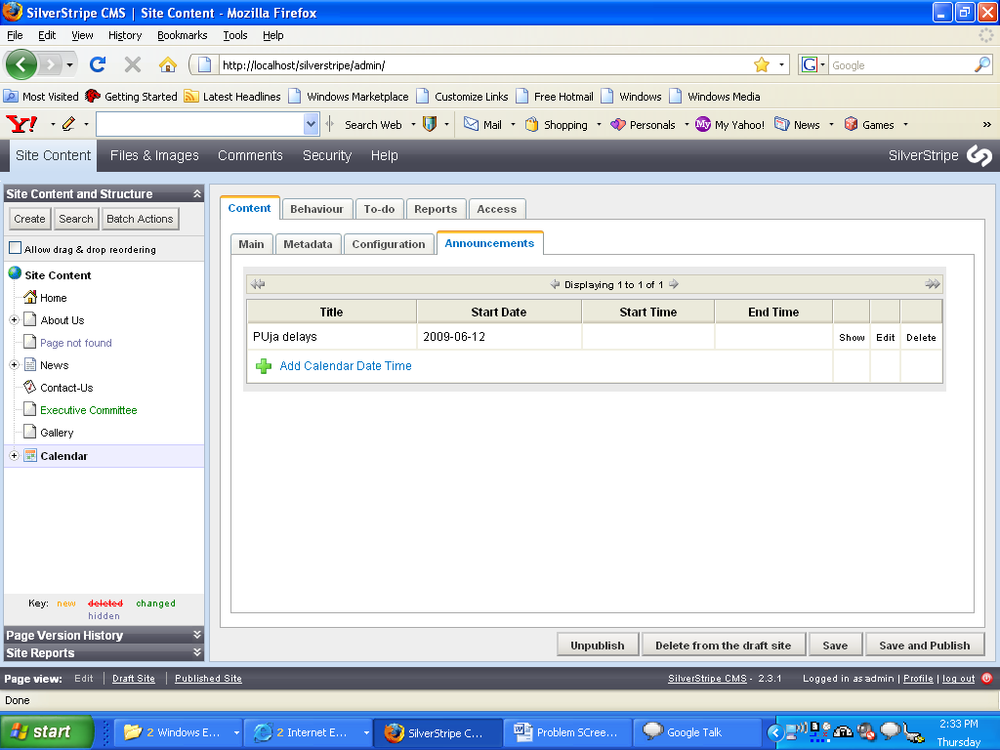 SilverStripe CMS | Site Content - Mozilla Firefox
File Edit View History Bookmarks Tools Help
http://localhost/silverstripe/admin/
G Google
Most Visited Getting Started Latest Headlines Windows Marketplace Customize Links Free Hotmail Windows Windows Media
Y! Search Web Mail Shopping Personals My Yahoo! News Games »
Site Content Files & Images Comments Security Help SilverStripe
Site Content and Structure
Create Search Batch Actions
Allow drag & drop reordering
Site Content
Home
About Us
Page not found
News
Contact-Us
Executive Committee
Gallery
Calendar
Key: new deleted changed
hidden
Page Version History
Site Reports
Content Behaviour To-do Reports Access
Main Metadata Configuration Announcements
Displaying 1 to 1 of 1
Title Start Date Start Time End Time
PUja delays 2009-06-12 Show Edit Delete
Add Calendar Date Time
Unpublish Delete from the draft site Save Save and Publish
Page view: Edit Draft Site Published Site SilverStripe CMS - 2.3.1 Logged in as admin | Profile | log out
Done
start 2 Windows E... 2 Internet E... SilverStripe C... Problem SCree... Google Talk 2:33 PM
Thursday